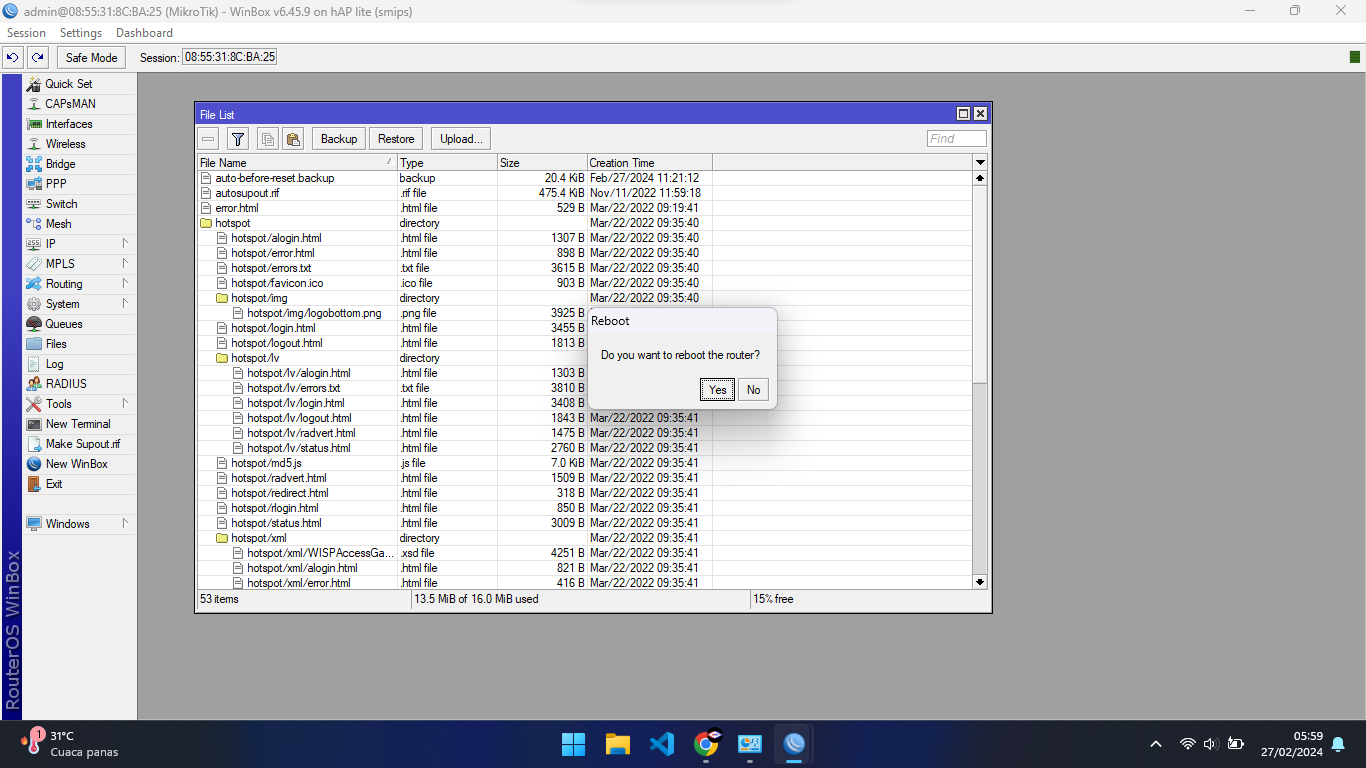 admin@08:55:31:8C:BA:25 (MikroTik) - WinBox v6.45.9 on hAP lite (smips)
Session Settings Dashboard
Safe Mode Session: 08:55:31:8C:BA:25
Quick Set
CAPsMAN
Interfaces
Wireless
Bridge
PPP
Switch
Mesh
IP
MPLS
Routing
System
Queues
Files
Log
RADIUS
Tools
New Terminal
Make Supout.rif
New WinBox
Exit
Windows
RouterOS WinBox
File List
Backup Restore Upload... Find
File Name Type Size Creation Time
auto-before-reset.backup backup 20.4 KiB Feb/27/2024 11:21:12
autosupout.rif .rif file 475.4 KiB Nov/11/2022 11:59:18
error.html .html file 529 B Mar/22/2022 09:19:41
hotspot directory Mar/22/2022 09:35:40
hotspot/alogin.html .html file 1307 B Mar/22/2022 09:35:40
hotspot/error.html .html file 898 B Mar/22/2022 09:35:40
hotspot/errors.txt .txt file 3615 B Mar/22/2022 09:35:40
hotspot/favicon.ico .ico file 903 B Mar/22/2022 09:35:40
hotspot/img directory Mar/22/2022 09:35:40
hotspot/img/logobottom.png .png file 3925 B
hotspot/login.html .html file 3455 B
hotspot/logout.html .html file 1813 B
hotspot/lv directory
hotspot/lv/alogin.html .html file 1303 B
hotspot/lv/errors.txt .txt file 3810 B
hotspot/lv/login.html .html file 3408 B
hotspot/lv/logout.html .html file 1843 B Mar/22/2022 09:35:41
hotspot/lv/radvert.html .html file 1475 B Mar/22/2022 09:35:41
hotspot/lv/status.html .html file 2760 B Mar/22/2022 09:35:41
hotspot/md5.js .js file 7.0 KiB Mar/22/2022 09:35:41
hotspot/radvert.html .html file 1509 B Mar/22/2022 09:35:41
hotspot/redirect.html .html file 318 B Mar/22/2022 09:35:41
hotspot/rlogin.html .html file 850 B Mar/22/2022 09:35:41
hotspot/status.html .html file 3009 B Mar/22/2022 09:35:41
hotspot/xml directory Mar/22/2022 09:35:41
hotspot/xml/WISPAccessGa... .xsd file 4251 B Mar/22/2022 09:35:41
hotspot/xml/alogin.html .html file 821 B Mar/22/2022 09:35:41
hotspot/xml/error.html .html file 416 B Mar/22/2022 09:35:41
53 items 13.5 MiB of 16.0 MiB used 15% free
Reboot
Do you want to reboot the router?
Yes No
1
31°C
Cuaca panas
05:59
27/02/2024